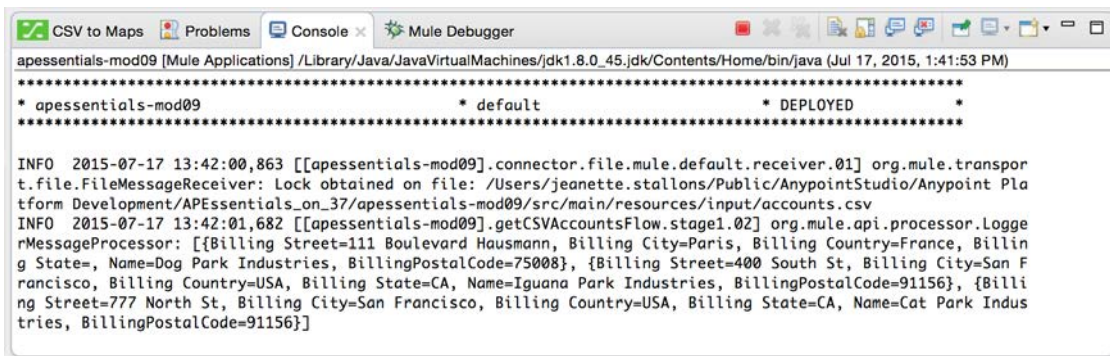 CSV to Maps Problems Console Mule Debugger
apessentials-mod09 [Mule Applications] /Library/Java/JavaVirtualMachines/jdk1.8.0_45.jdk/Contents/Home/bin/java (Jul 17, 2015, 1:41:53 PM)
*******************************************************************************************************
* apessentials-mod09 * default * DEPLOYED *
*******************************************************************************************************
INFO 2015-07-17 13:42:00,863 [[apessentials-mod09].connector.file.mule.default.receiver.01] org.mule.transpor
t.file.FileMessageReceiver: Lock obtained on file: /Users/jeanette.stallons/Public/AnypointStudio/Anypoint Pla
tform Development/APEssentials_on_37/apessentials-mod09/src/main/resources/input/accounts.csv
INFO 2015-07-17 13:42:01,682 [[apessentials-mod09].getCSVAccountsFlow.stage1.02] org.mule.api.processor.Logge
rMessageProcessor: [{Billing Street=111 Boulevard Hausmann, Billing City=Paris, Billing Country=France, Billin
g State=, Name=Dog Park Industries, BillingPostalCode=75008}, {Billing Street=400 South St, Billing City=San F
rancisco, Billing Country=USA, Billing State=CA, Name=Iguana Park Industries, BillingPostalCode=91156}, {Billi
ng Street=777 North St, Billing City=San Francisco, Billing Country=USA, Billing State=CA, Name=Cat Park Indus
tries, BillingPostalCode=91156}]